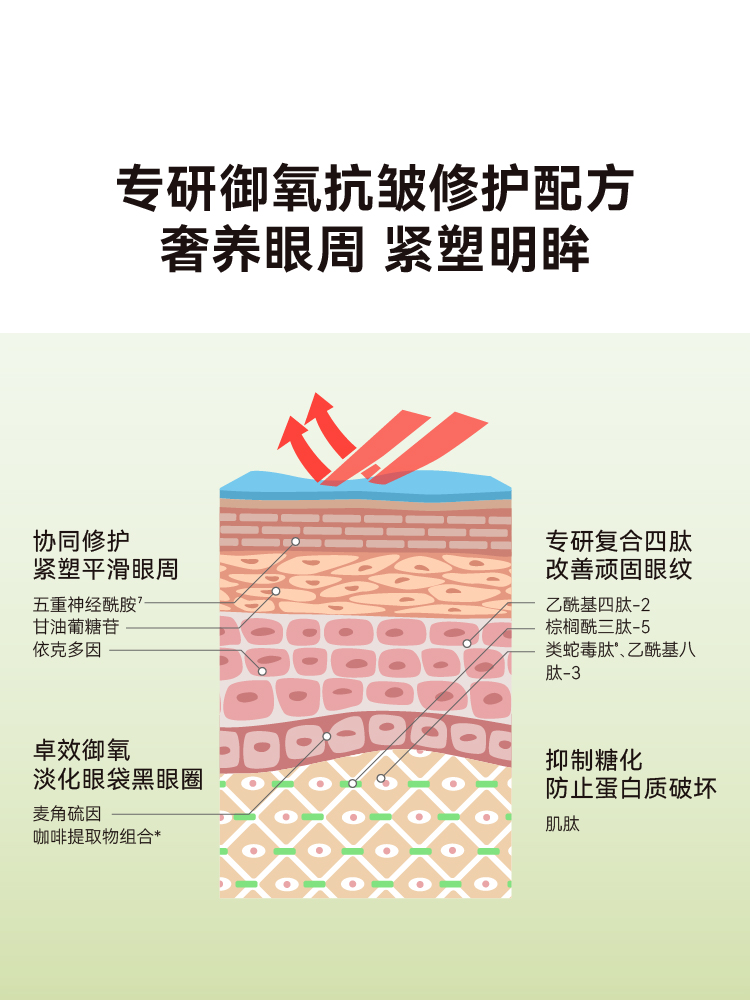 专研御氧抗皱修护配方
奢养眼周 紧塑明眸
协同修护
紧塑平滑眼周
五重神经酰胺⁷
甘油葡糖苷
依克多因
卓效御氧
淡化眼袋黑眼圈
麦角硫因
咖啡提取物组合*
专研复合四肽
改善顽固眼纹
乙酰基四肽-2
棕榈酰三肽-5
类蛇毒肽⁸、乙酰基八
肽-3
抑制糖化
防止蛋白质破坏
肌肽